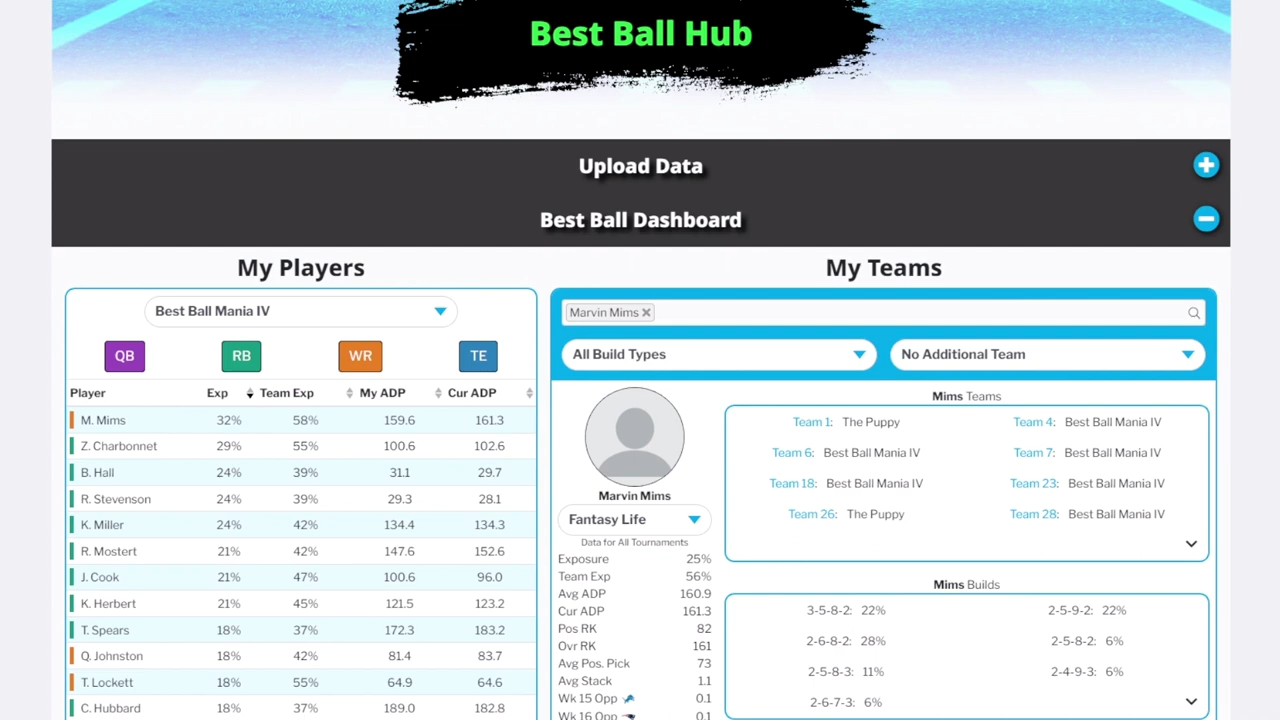 Best Ball Hub
Upload Data
Best Ball Dashboard
My Players
Best Ball Mania IV
QB RB WR TE
Player Exp Team Exp My ADP Cur ADP
M. Mims 32% 58% 159.6 161.3
Z. Charbonnet 29% 55% 100.6 102.6
B. Hall 24% 39% 31.1 29.7
R. Stevenson 24% 39% 29.3 28.1
K. Miller 24% 42% 134.4 134.3
R. Mostert 21% 42% 147.6 152.6
J. Cook 21% 47% 100.6 96.0
K. Herbert 21% 45% 121.5 123.2
T. Spears 18% 37% 172.3 183.2
Q. Johnston 18% 42% 81.4 83.7
T. Lockett 18% 55% 64.9 64.6
C. Hubbard 18% 37% 189.0 182.8
My Teams
Marvin Mims
All Build Types No Additional Team
Marvin Mims
Fantasy Life
Data for All Tournaments
Exposure 25%
Team Exp 56%
Avg ADP 160.9
Cur ADP 161.3
Pos RK 82
Ovr RK 161
Avg Pos. Pick 73
Avg Stack 1.1
Wk 15 Opp 0.1
Wk 16 Opp 0.1
Mims Teams
Team 1: The Puppy Team 4: Best Ball Mania IV
Team 6: Best Ball Mania IV Team 7: Best Ball Mania IV
Team 18: Best Ball Mania IV Team 23: Best Ball Mania IV
Team 26: The Puppy Team 28: Best Ball Mania IV
Mims Builds
3-5-8-2: 22% 2-5-9-2: 22%
2-6-8-2: 28% 2-5-8-2: 6%
2-5-8-3: 11% 2-4-9-3: 6%
2-6-7-3: 6%